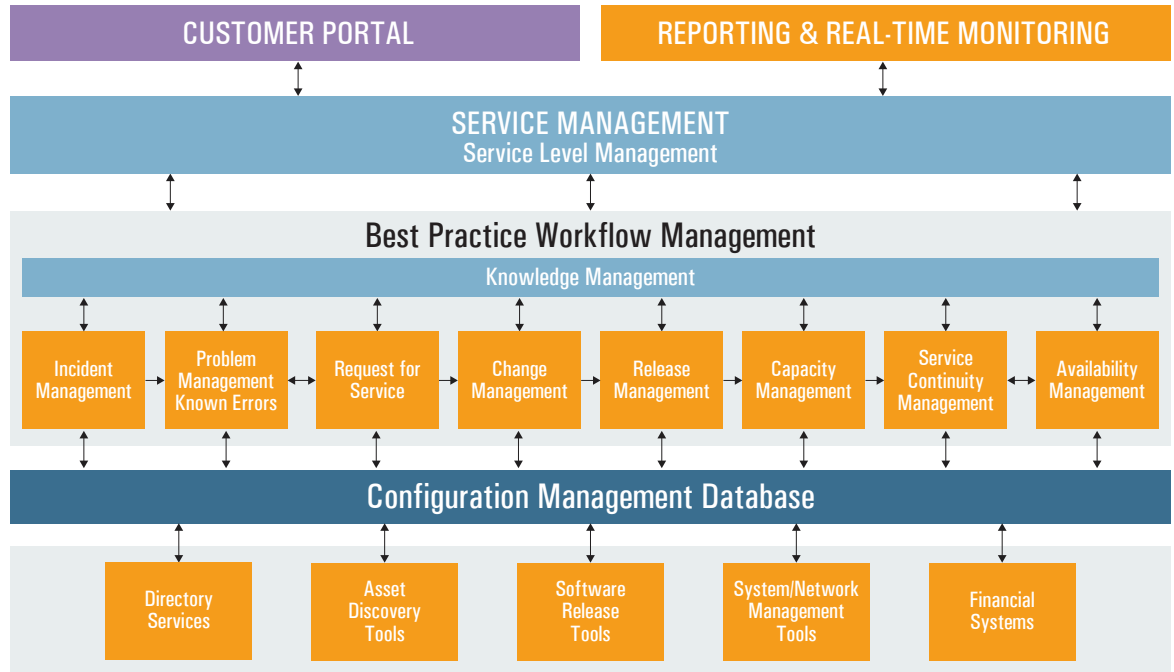 CUSTOMER PORTAL
REPORTING & REAL-TIME MONITORING
SERVICE MANAGEMENT
Service Level Management
Best Practice Workflow Management
Knowledge Management
Incident
Management
Problem
Management
Known Errors
Request for
Service
Change
Management
Release
Management
Capacity
Management
Service
Continuity
Management
Availability
Management
Configuration Management Database
Directory
Services
Asset
Discovery
Tools
Software
Release
Tools
System/Network
Management
Tools
Financial
Systems